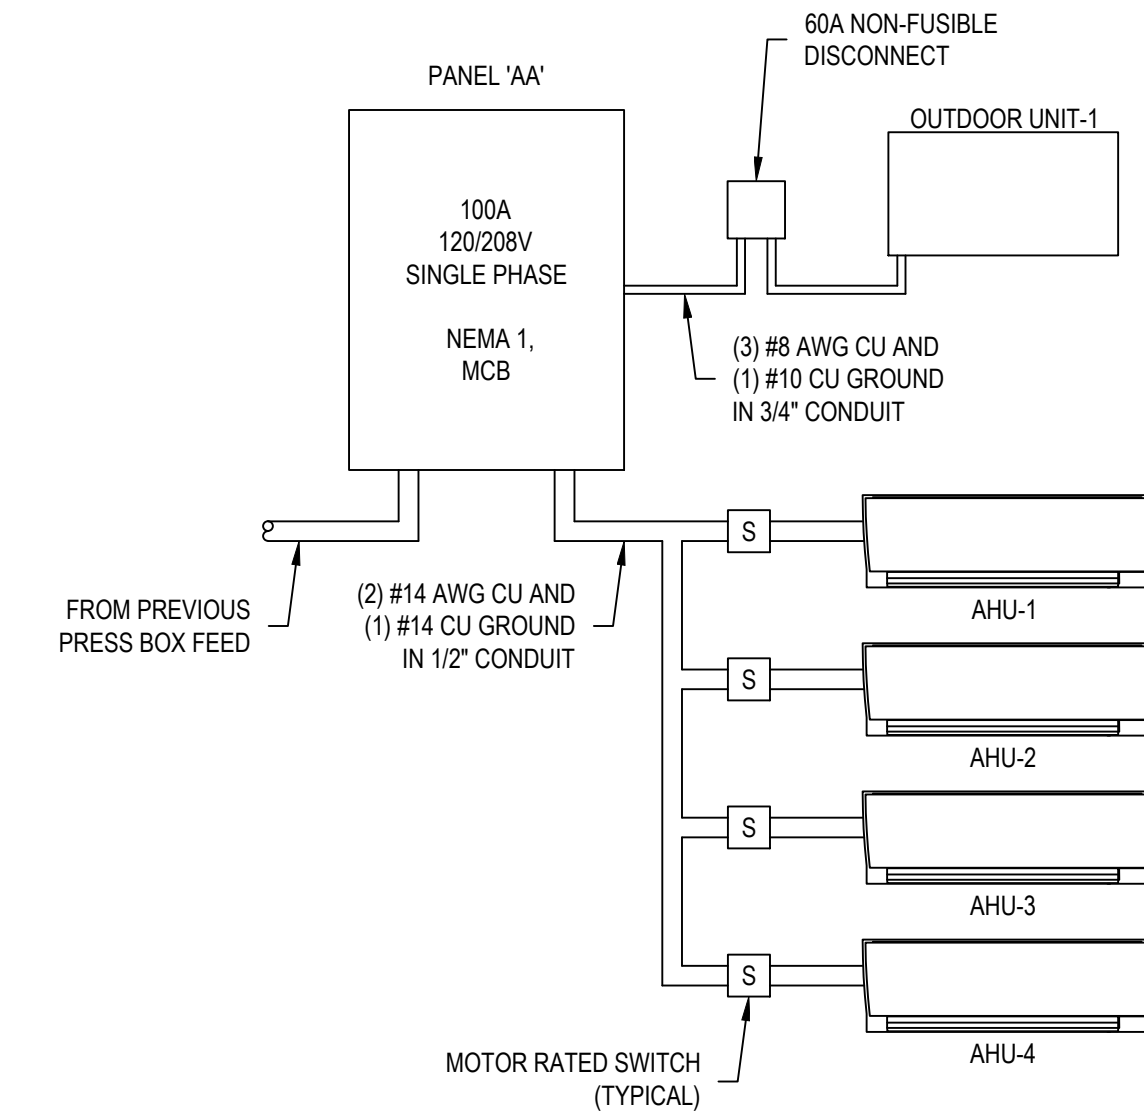 60A NON-FUSIBLE
DISCONNECT
PANEL 'AA'
OUTDOOR UNIT-1
100A
120/208V
SINGLE PHASE
NEMA 1,
MCB
(3) #8 AWG CU AND
(1) #10 CU GROUND
IN 3/4" CONDUIT
S
AHU-1
FROM PREVIOUS
PRESS BOX FEED
(2) #14 AWG CU AND
(1) #14 CU GROUND
IN 1/2" CONDUIT
S
AHU-2
S
AHU-3
S
AHU-4
MOTOR RATED SWITCH
(TYPICAL)